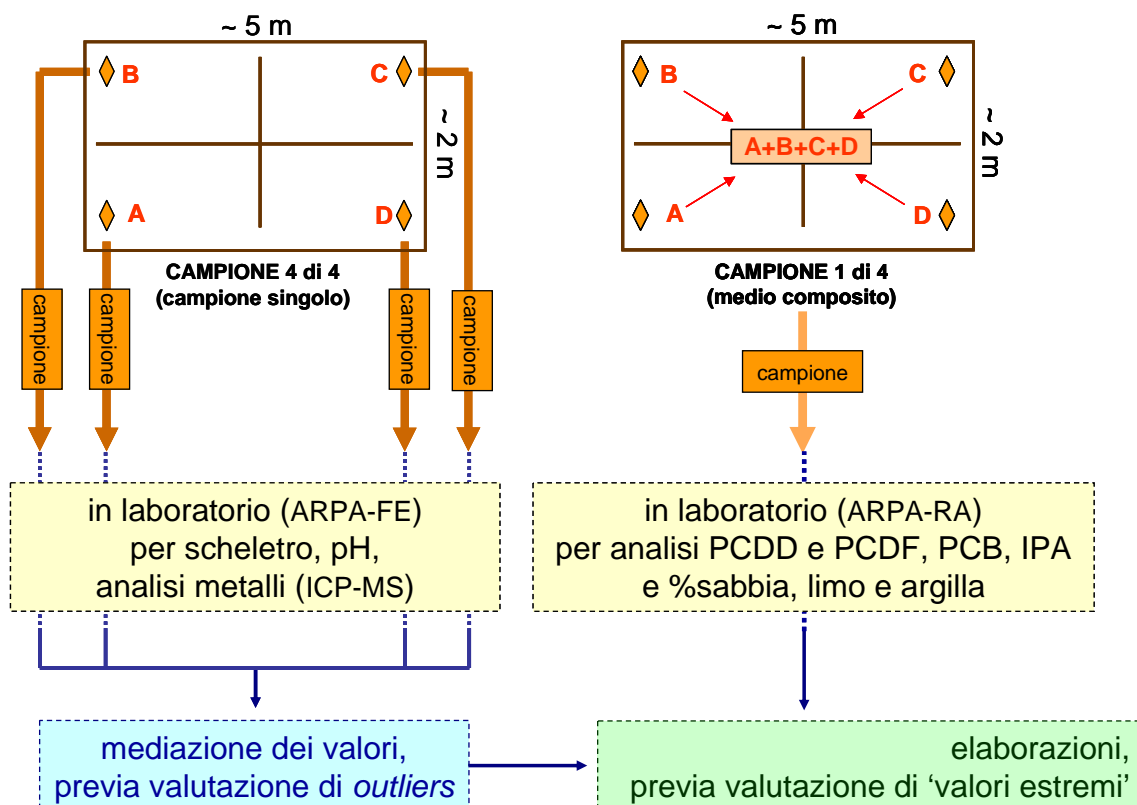 ~ 5 m
B
C
~ 2 m
A
D
CAMPIONE 4 di 4
(campione singolo)
campione
campione
campione
campione
in laboratorio (ARPA-FE)
per scheletro, pH,
analisi metalli (ICP-MS)
mediazione dei valori,
previa valutazione di outliers
~ 5 m
B
C
~ 2 m
A+B+C+D
A
D
CAMPIONE 1 di 4
(medio composito)
campione
in laboratorio (ARPA-RA)
per analisi PCDD e PCDF, PCB, IPA
e %sabbia, limo e argilla
elaborazioni,
previa valutazione di ‘valori estremi’